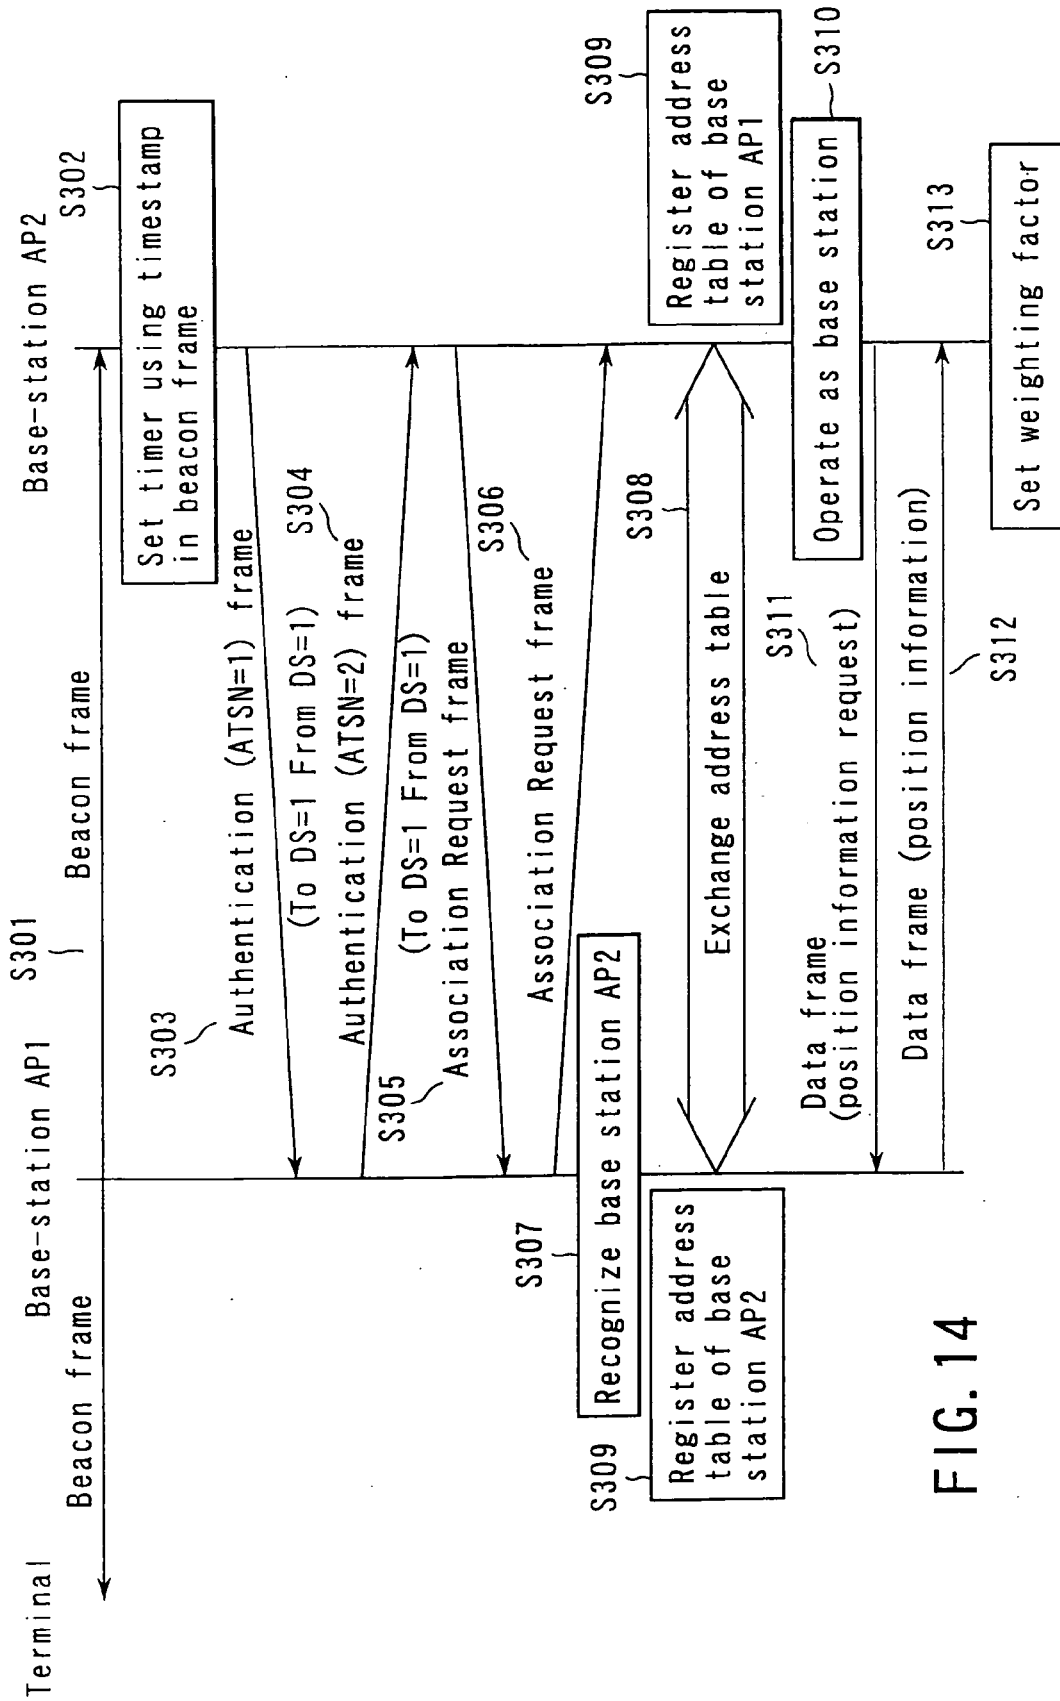 Terminal
Base-station AP1
Base-station AP2
S301
Beacon frame
Beacon frame
S302
Set timer using timestamp
in beacon frame
S303
Authentication (ATSN=1) frame
(To DS=1 From DS=1)
S304
Authentication (ATSN=2) frame
(To DS=1 From DS=1)
S305
Association Request frame
S306
Association Request frame
S307
Recognize base station AP2
S308
Exchange address table
S309
Register address
table of base
station AP2
S309
Register address
table of base
station AP1
S310
Operate as base station
S311
Data frame
(position information request)
Data frame (position information)
S312
S313
Set weighting factor
FIG. 14